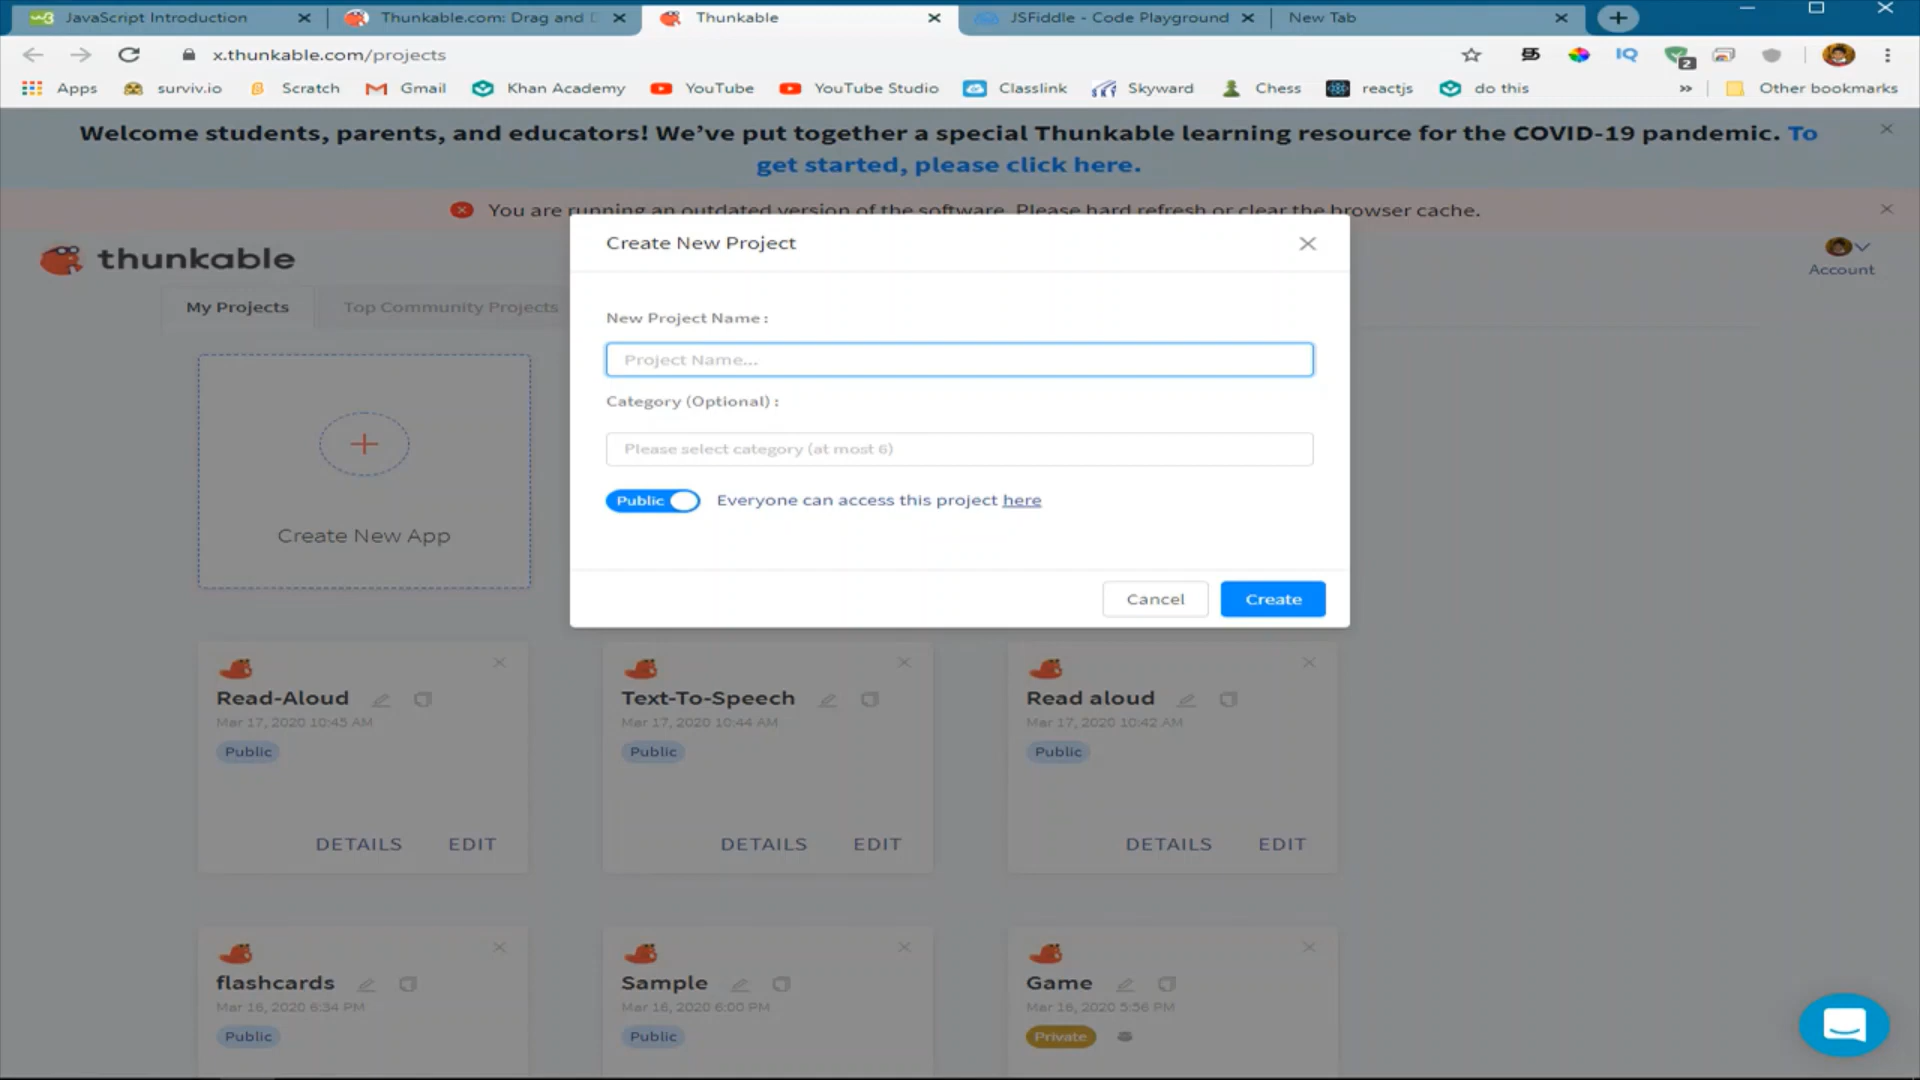 JavaScript Introduction
Thunkable.com: Drag and D
Thunkable
JSFiddle - Code Playground
New Tab
x.thunkable.com/projects
IQ
2
Apps
surviv.io
Scratch
Gmail
Khan Academy
YouTube
YouTube Studio
Classlink
Skyward
Chess
reactjs
do this
»
Other bookmarks
Welcome students, parents, and educators! We've put together a special Thunkable learning resource for the COVID-19 pandemic. To
get started, please click here.
You are running an outdated version of the software. Please hard refresh or clear the browser cache.
thunkable
Account
My Projects
Top Community Projects
Create New Project
New Project Name :
Project Name...
Category (Optional) :
Please select category (at most 6)
Public
Everyone can access this project here
Cancel
Create
Create New App
Read-Aloud
Mar 17, 2020 10:45 AM
Public
DETAILS
EDIT
Text-To-Speech
Mar 17, 2020 10:44 AM
Public
DETAILS
EDIT
Read aloud
Mar 17, 2020 10:42 AM
Public
DETAILS
EDIT
flashcards
Mar 16, 2020 6:34 PM
Public
Sample
Mar 16, 2020 6:00 PM
Public
Game
Mar 16, 2020 5:56 PM
Private